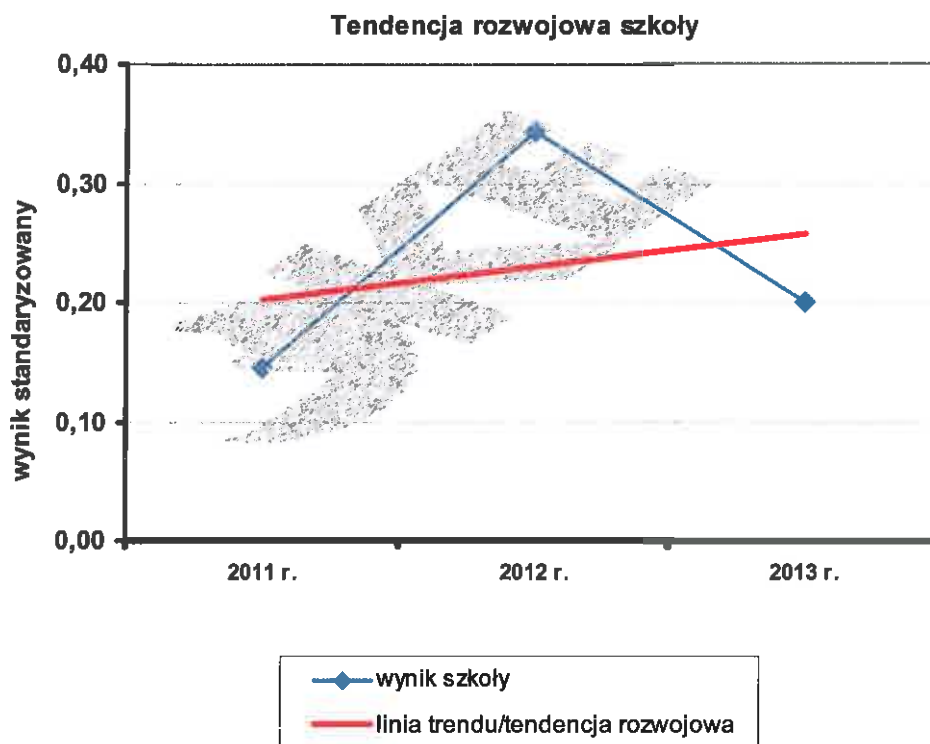 Tendencja rozwojowa szkoły
0,40
0,30
0,20
0,10
0,00
wynik standaryzowany
2011 r.
2012 r.
2013 r.
wynik szkoły
linia trendu/tendencja rozwojowa